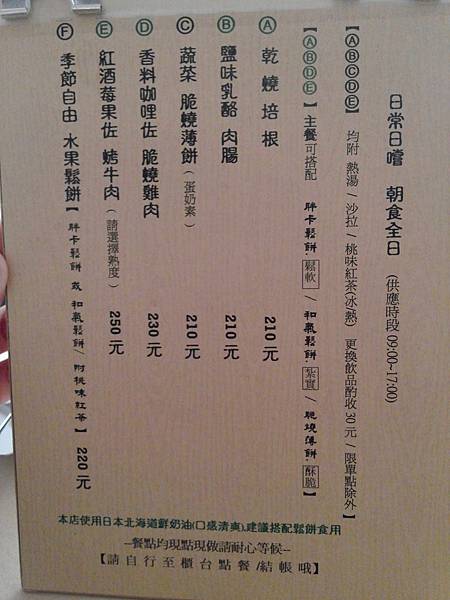 日常日嚐 朝食全日 (供應時段 09:00~17:00)
【ⒶⒷⒸⒹⒺ】 均附 熱湯 / 沙拉 / 桃味紅茶(冰熱) 更換飲品酌收30元 / 限單點除外】
【ⒶⒷⒹⒺ】主餐可搭配 胖卡鬆餅.鬆軟 / 和氣鬆餅.紮實 / 脆燒薄餅.酥脆】
Ⓐ 乾燒培根 210元
Ⓑ 鹽味乳酪 肉腸 210元
Ⓒ 蔬菜 脆燒薄餅(蛋奶素) 210元
Ⓓ 香料咖哩佐 脆燒雞肉 230元
Ⓔ 紅酒莓果佐 烤牛肉(請選擇熟度) 250元
Ⓕ 季節自由 水果鬆餅【胖卡鬆餅 或 和氣鬆餅/ 附桃味紅茶】 220元
本店使用日本北海道鮮奶油(口感清爽),建議搭配鬆餅食用
--餐點均現點現做請耐心等候--
【請自行至櫃台點餐/結帳哦】